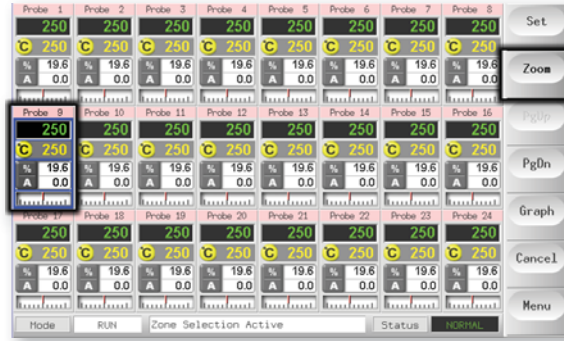 Probe 1 Probe 2 Probe 3 Probe 4 Probe 5 Probe 6 Probe 7 Probe 8
250 250 250 250 250 250 250 250
°C 250 °C 250 °C 250 °C 250 °C 250 °C 250 °C 250 °C 250
% 19.6 % 19.6 % 19.6 % 19.6 % 19.6 % 19.6 % 19.6 % 19.6
A 0.0 A 0.0 A 0.0 A 0.0 A 0.0 A 0.0 A 0.0 A 0.0
Probe 9 Probe 10 Probe 11 Probe 12 Probe 13 Probe 14 Probe 15 Probe 16
250 250 250 250 250 250 250 250
°C 250 °C 250 °C 250 °C 250 °C 250 °C 250 °C 250 °C 250
% 19.6 % 19.6 % 19.6 % 19.6 % 19.6 % 19.6 % 19.6 % 19.6
A 0.0 A 0.0 A 0.0 A 0.0 A 0.0 A 0.0 A 0.0 A 0.0
Probe 17 Probe 18 Probe 19 Probe 20 Probe 21 Probe 22 Probe 23 Probe 24
250 250 250 250 250 250 250 250
°C 250 °C 250 °C 250 °C 250 °C 250 °C 250 °C 250 °C 250
% 19.6 % 19.6 % 19.6 % 19.6 % 19.6 % 19.6 % 19.6 % 19.6
A 0.0 A 0.0 A 0.0 A 0.0 A 0.0 A 0.0 A 0.0 A 0.0
Mode RUN Zone Selection Active Status NORMAL
Set
Zoom
PgUp
PgDn
Graph
Cancel
Menu